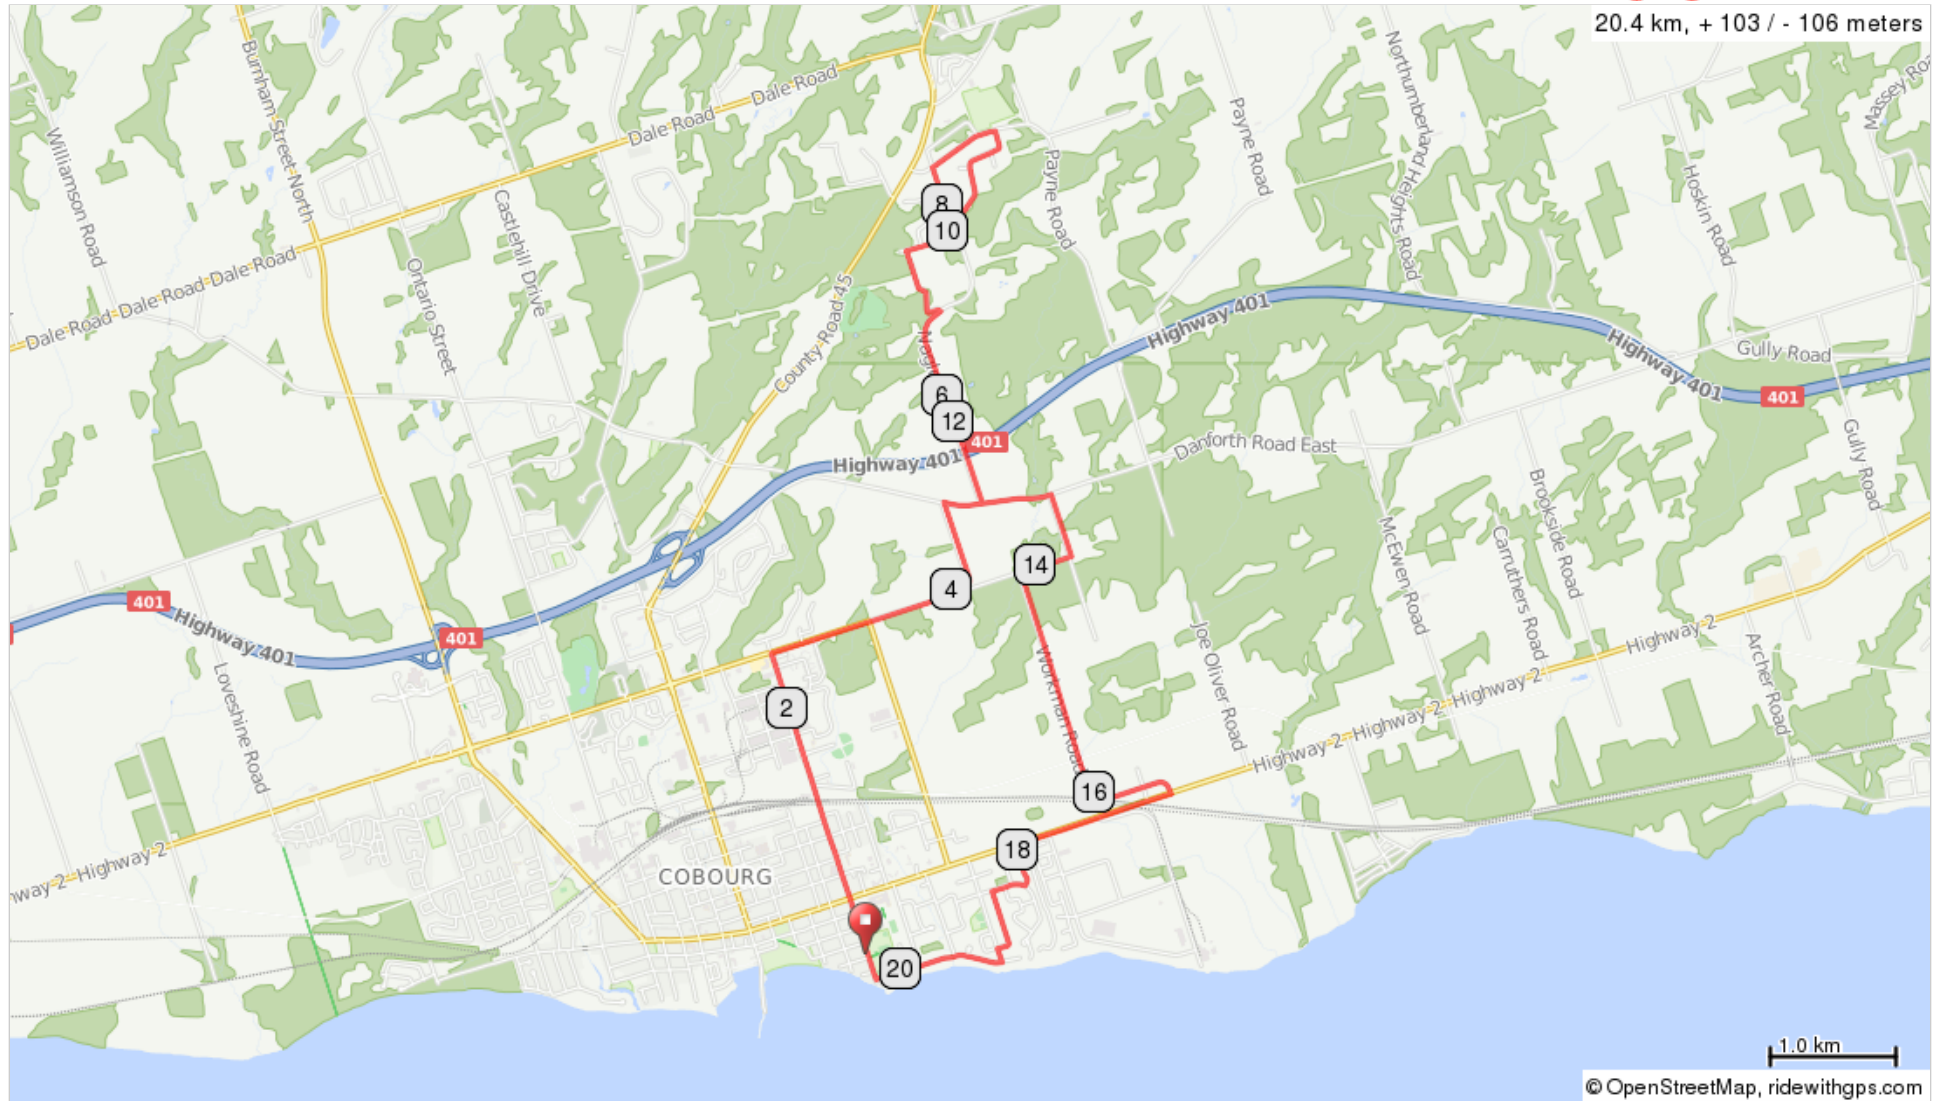 20.4 km, + 103 / - 106 meters
Burnham Street North
Williamson Road
Dale Road
Dale Road
Castlehill Drive
Ontario Street
Dale Road Dale Road Dale Road
County Road 45
Payne Road
Payne Road
Northumberland Heights Road
Hoskin Road
8
10
6
12
Highway 401
Highway 401
Gully Road
401
401
Highway 401
Danforth Road East
Gully Road
Brookside Road
McEwen Road
Carruthers Road
14
4
401
Highway 401
401
Joe Oliver Road
Highway 2
Archer Road
Loveshine Road
2
Workman Road
Highway 2 Highway 2 Highway 2
16
18
Highway 2
COBOURG
20
1.0 km
© OpenStreetMap, ridewithgps.com